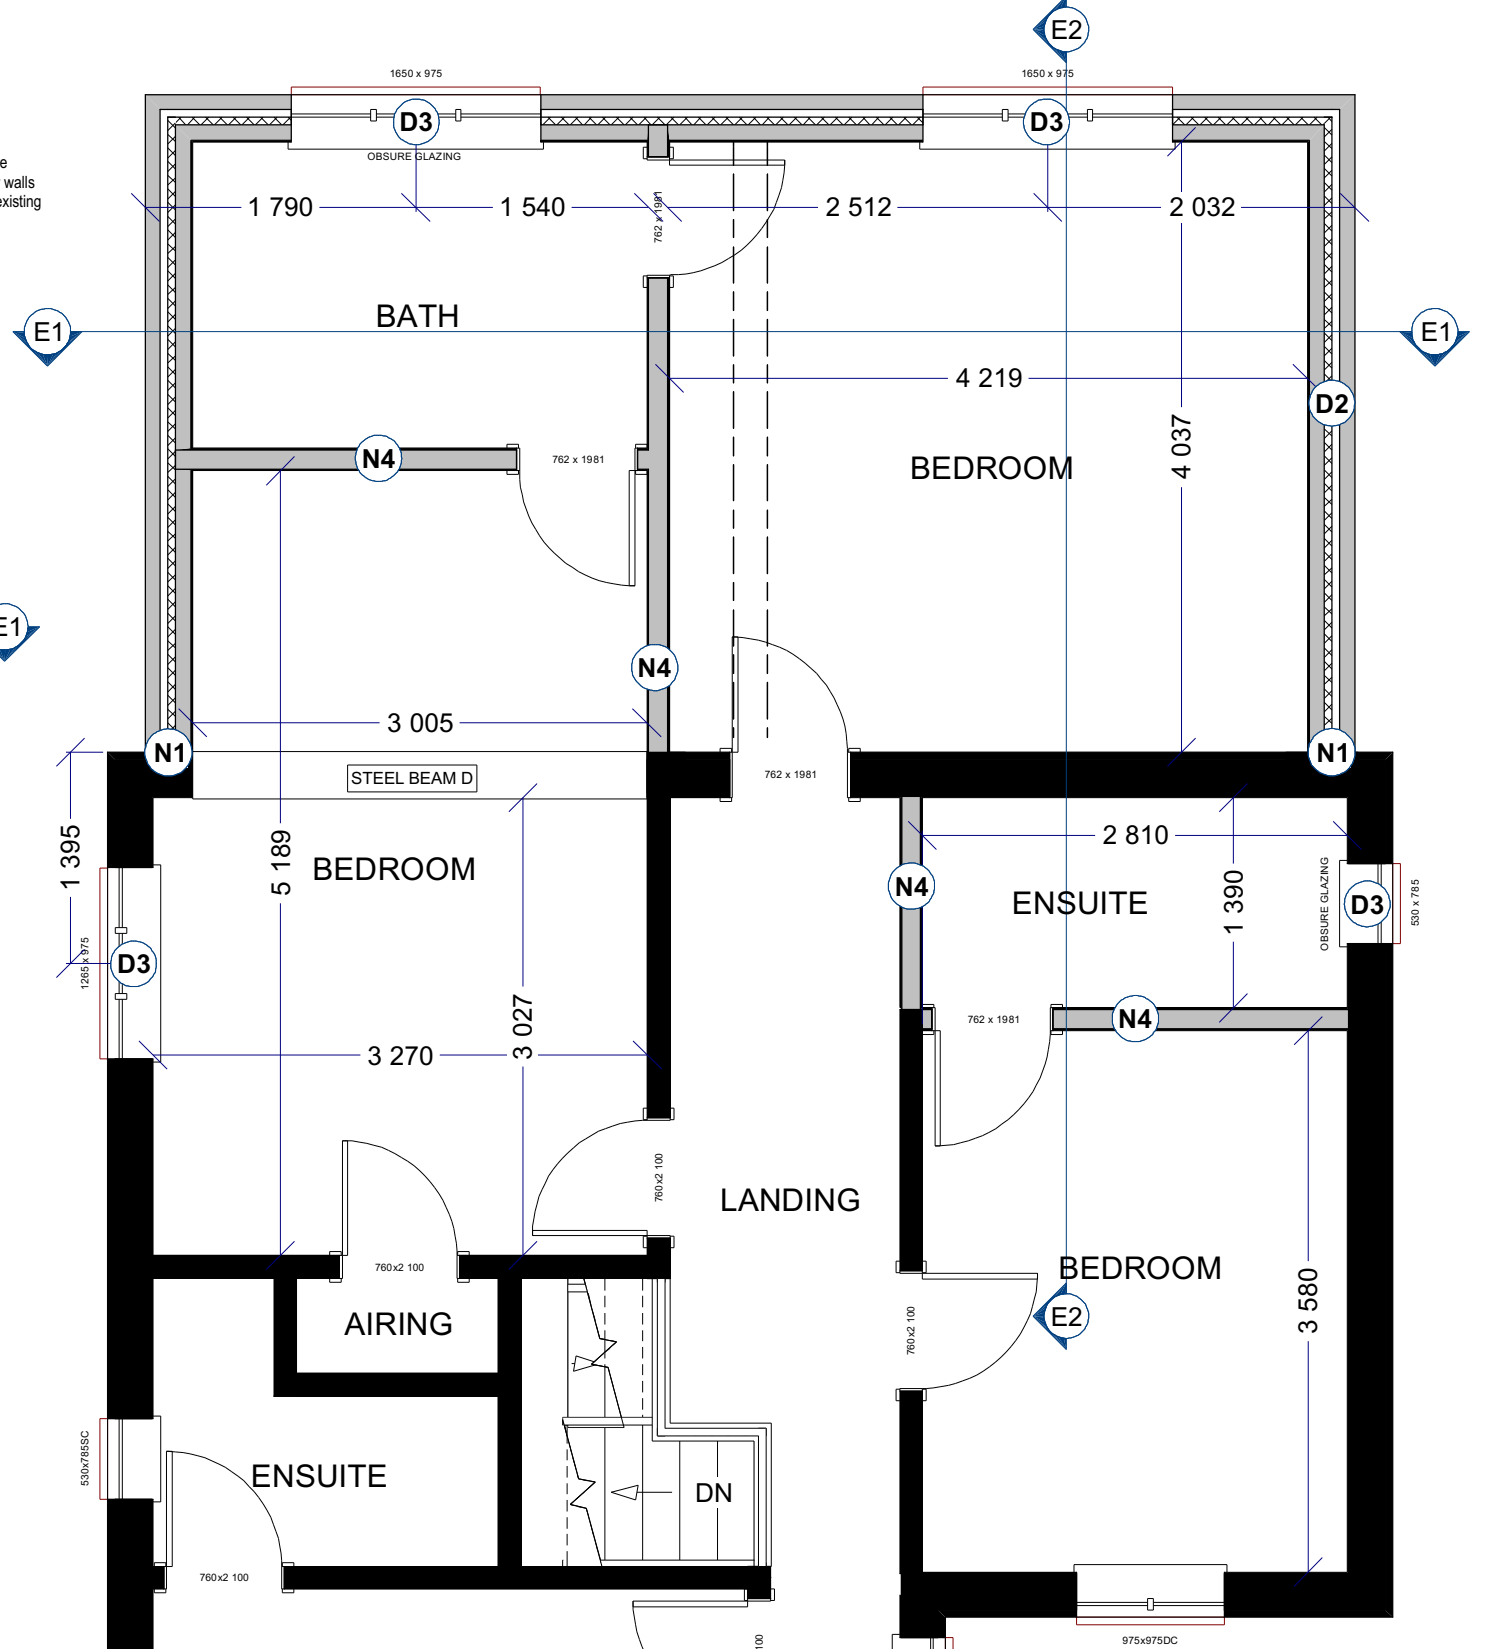 E2
1650 x 975
1650 x 975
D3
D3
OBSURE GLAZING
e
walls
existing
1 790
1 540
762 x 1981
2 512
2 032
BATH
E1
E1
4 219
D2
4 037
N4
762 x 1981
BEDROOM
E1
N4
3 005
N1
N1
STEEL BEAM D
762 x 1981
1 395
5 189
BEDROOM
2 810
N4
ENSUITE
1 390
OBSURE GLAZING
D3
530 x 785
1265 x 975
D3
3 027
3 270
762 x 1981
N4
760x2 100
LANDING
760x2 100
AIRING
BEDROOM
E2
760x2 100
3 580
530x785SC
ENSUITE
DN
760x2 100
100
975x975DC